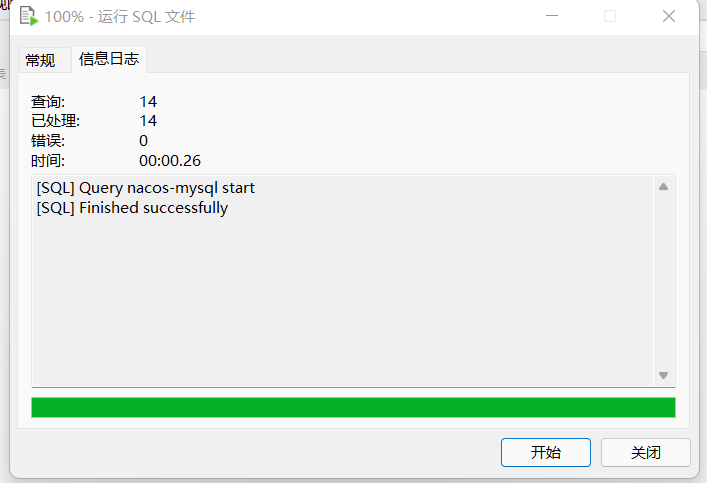 100% - 运行 SQL 文件
常规 信息日志
查询: 14
已处理: 14
错误: 0
时间: 00:00.26
[SQL] Query nacos-mysql start
[SQL] Finished successfully
开始 关闭